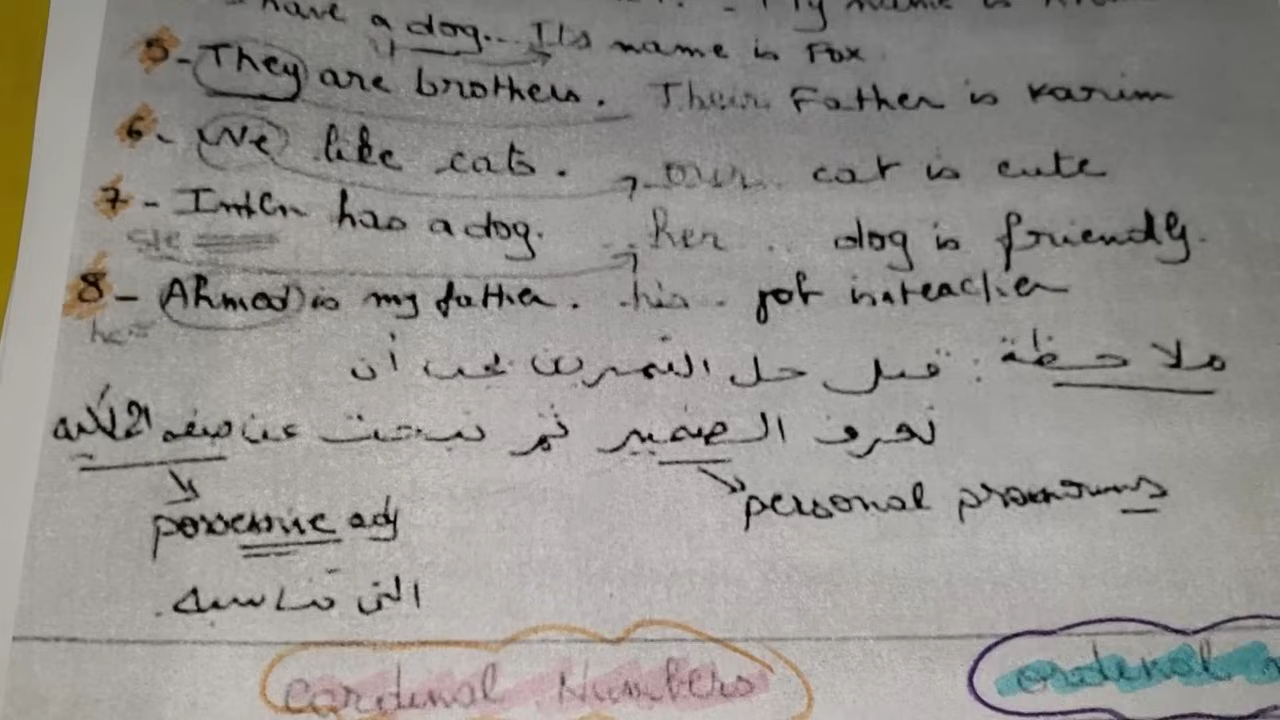 have a dog... Its name is Fox
5- They are brothers. Their Father is Karim
6- We like cats. our cat is cute
7- has a dog. her dog is friendly.
8- Ahmed is my father. his job is teacher
he
ملاحظة: قبل حل التمرين يجب أن
نعرف الضمير ثم نبحث عن صفة الملكية
personal pronouns
possessive adj
التي تناسبه.
Cardinal Numbers
ordinal